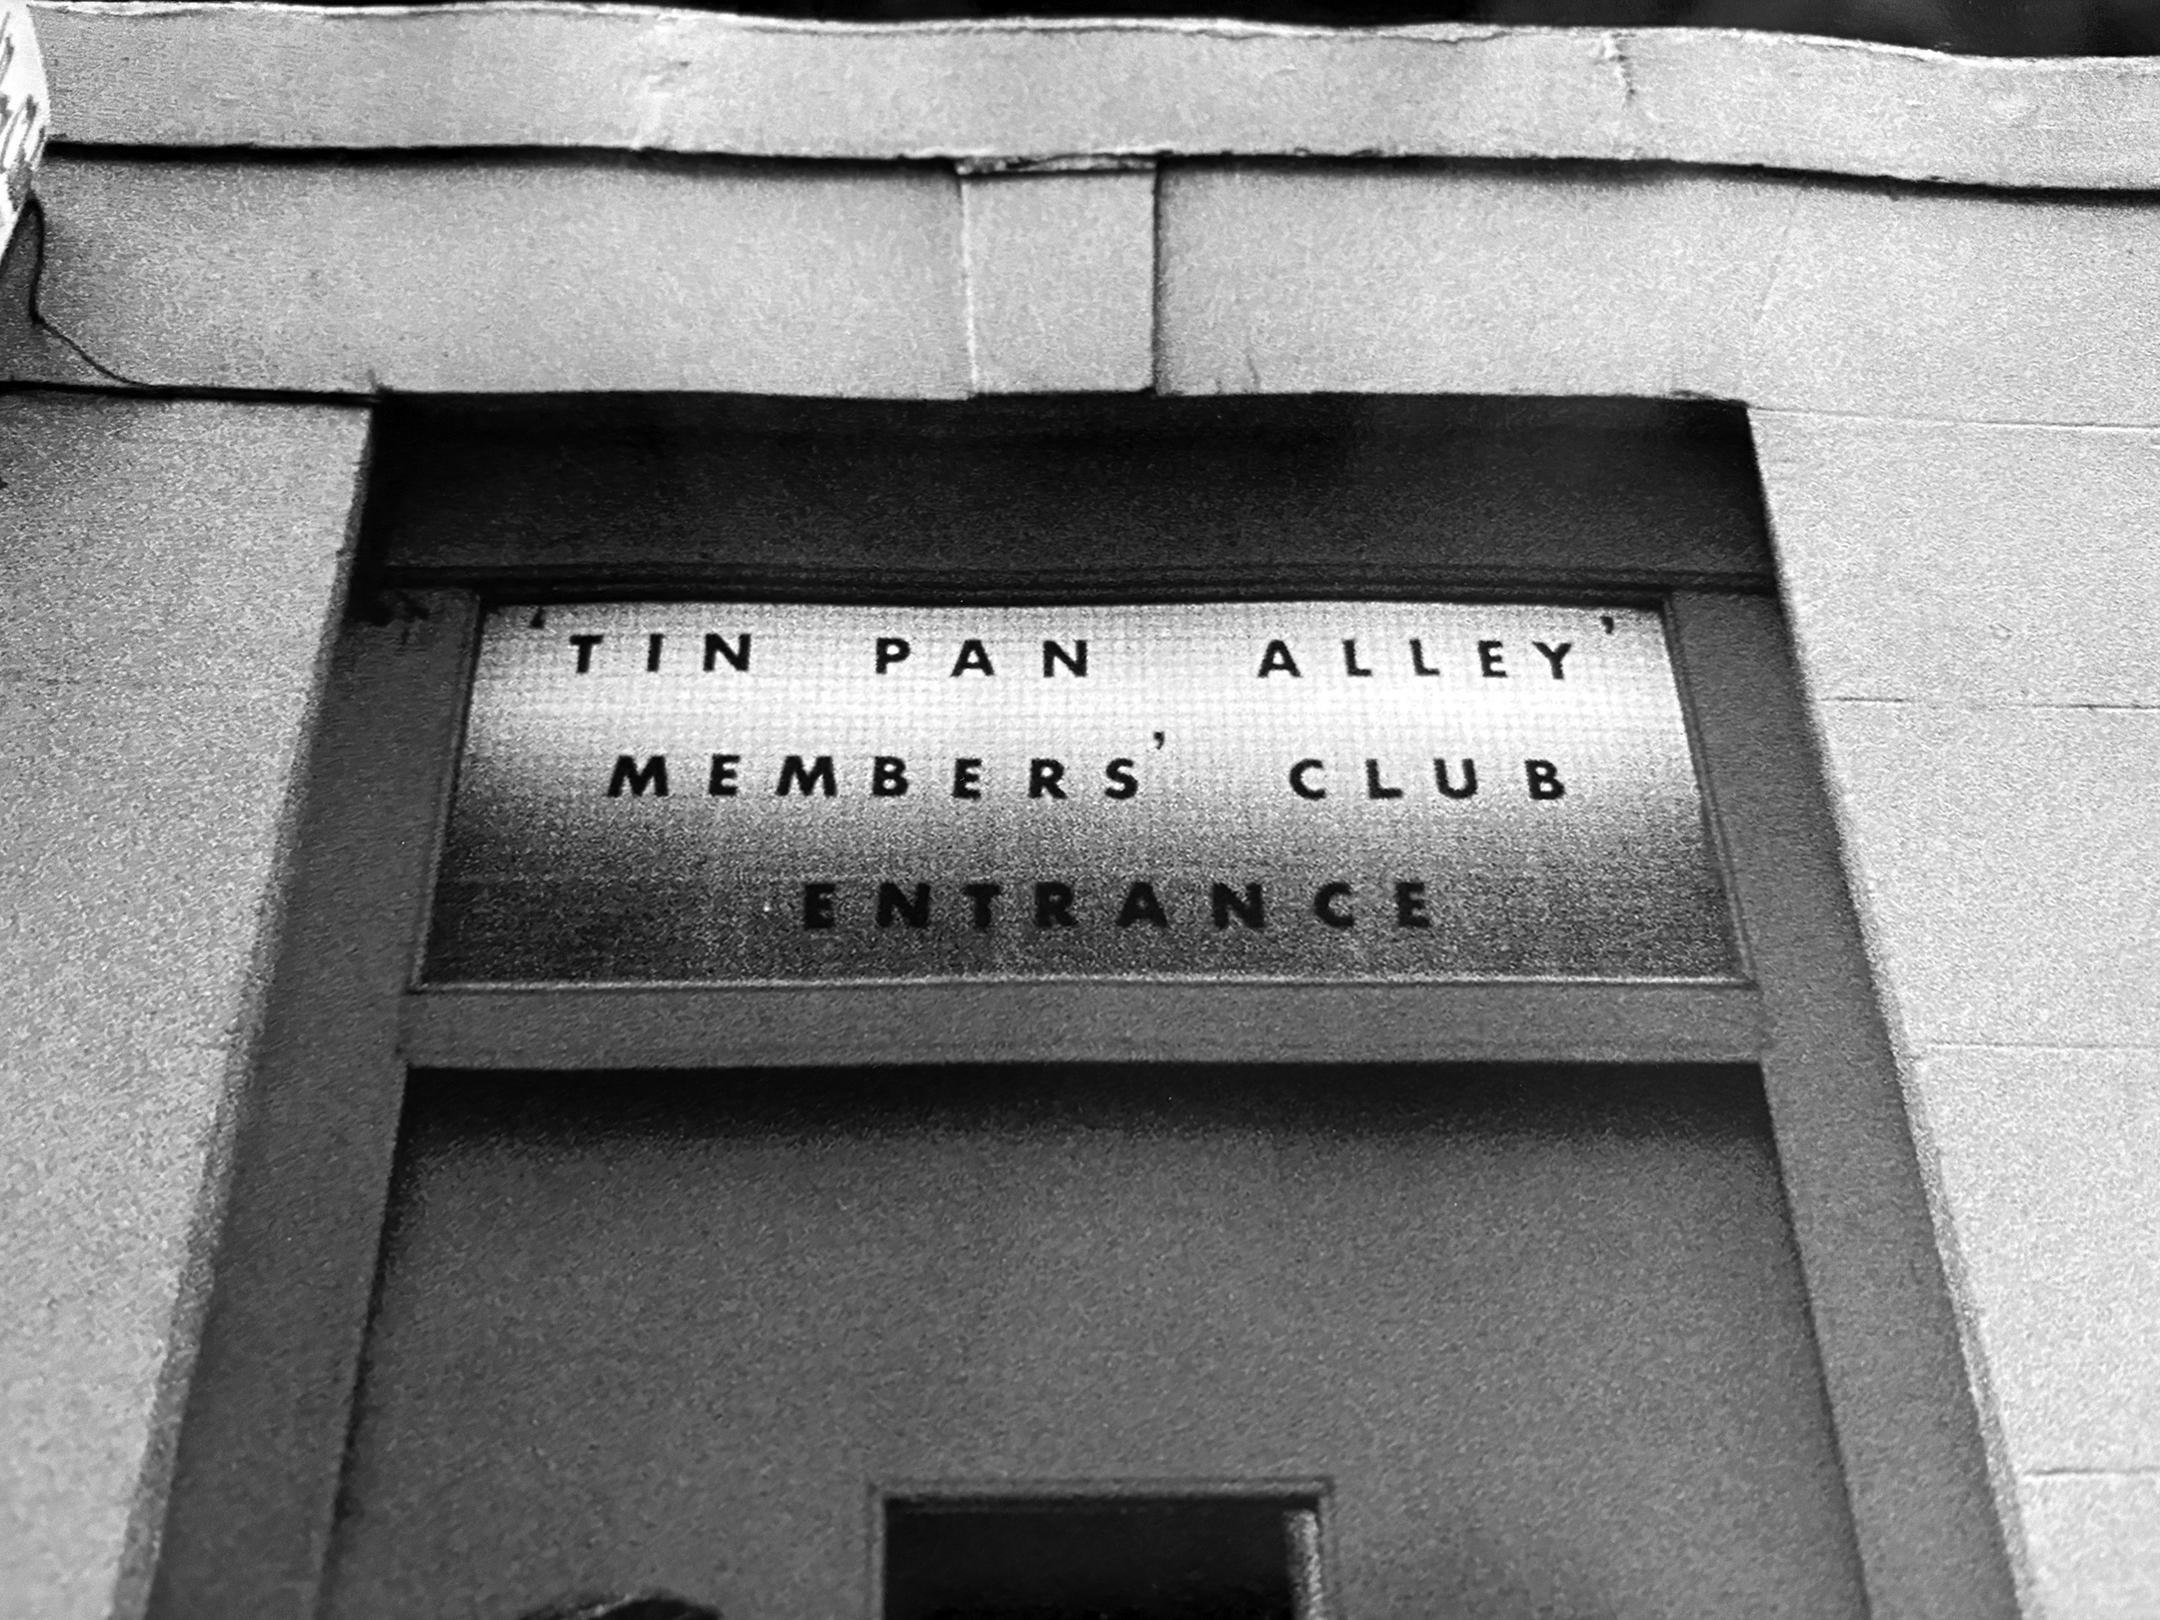 ‘TIN PAN ALLEY’
MEMBERS’ CLUB
ENTRANCE